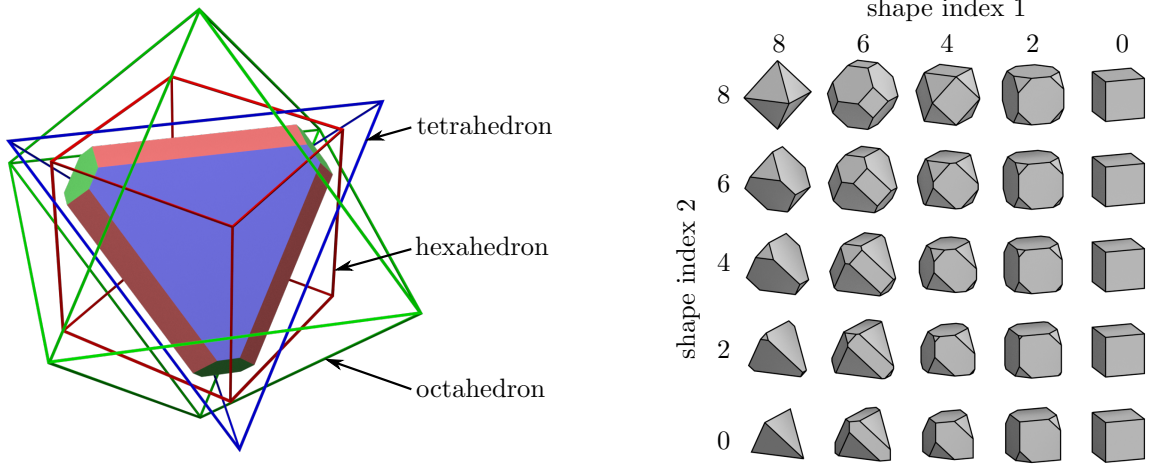 tetrahedron
hexahedron
octahedron
shape index 1
8 6 4 2 0
shape index 2
8
6
4
2
0